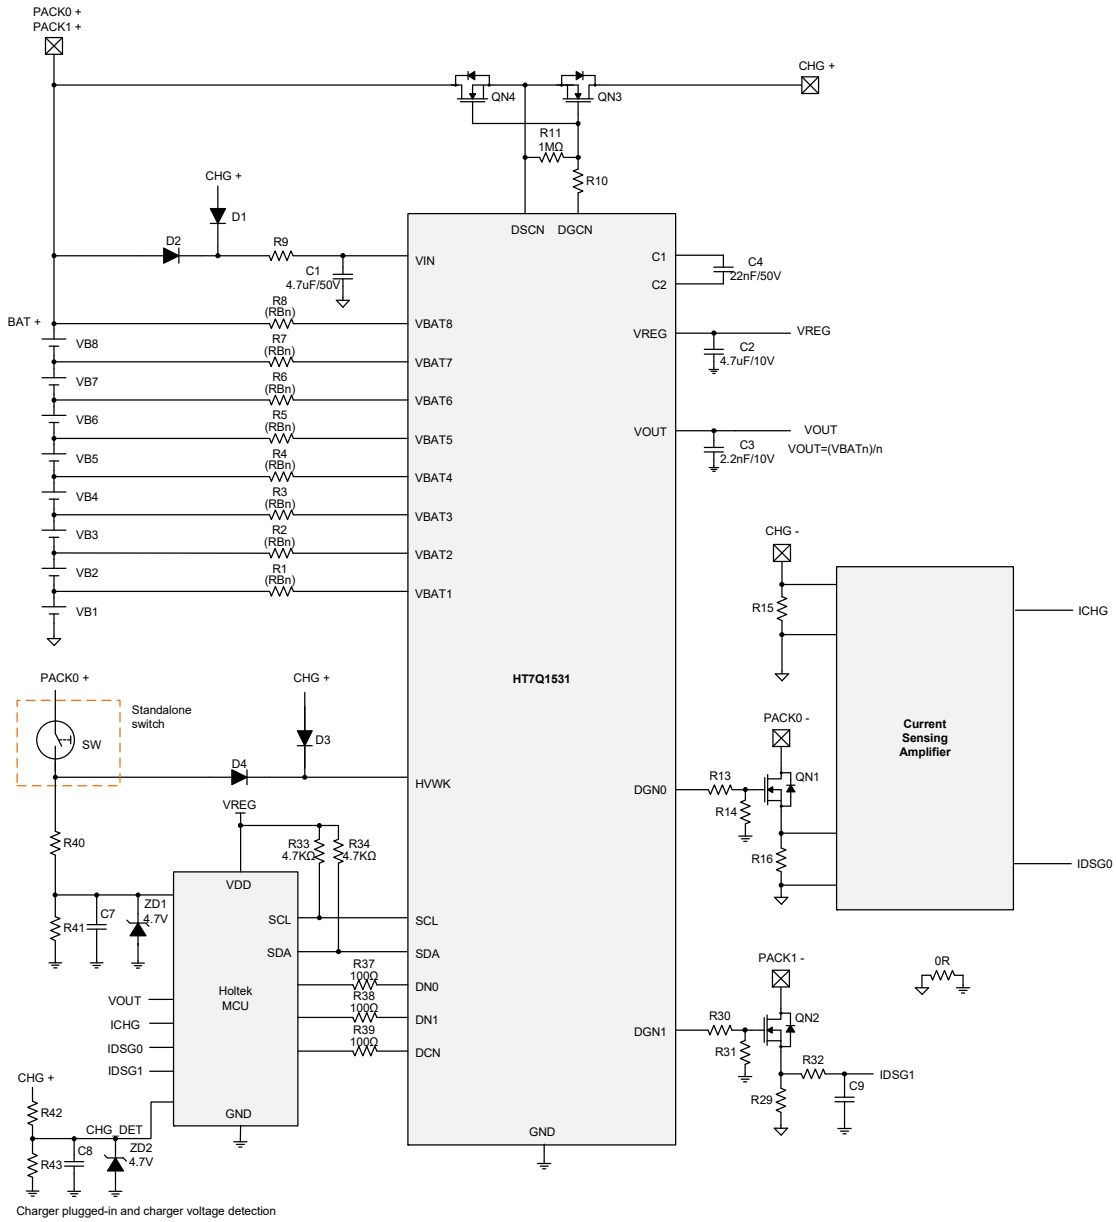 PACK0 +
PACK1 +
CHG +
QN4
QN3
R11
1MΩ
R10
CHG +
D1
D2
R9
C1
4.7uF/50V
DSCN
DGCN
VIN
C1
C2
C4
22nF/50V
BAT +
R8
(RBn)
VBAT8
VREG
VREG
C2
4.7uF/10V
VB8
R7
(RBn)
VBAT7
VB7
R6
(RBn)
VBAT6
VB6
R5
(RBn)
VBAT5
VOUT
VOUT
VOUT=(VBATn)/n
C3
2.2nF/10V
VB5
R4
(RBn)
VBAT4
VB4
R3
(RBn)
VBAT3
VB3
R2
(RBn)
VBAT2
VB2
R1
(RBn)
VBAT1
VB1
CHG -
R15
ICHG
HT7Q1531
PACK0 +
Standalone
switch
SW
CHG +
D3
D4
HVWK
PACK0 -
Current
Sensing
Amplifier
DGN0
R13
R14
QN1
R16
IDSG0
VREG
R33
4.7KΩ
R34
4.7KΩ
R40
R41
C7
ZD1
4.7V
VDD
SCL
SCL
SDA
SDA
R37
100Ω
DN0
R38
100Ω
DN1
R39
100Ω
DCN
Holtek
MCU
VOUT
ICHG
IDSG0
IDSG1
GND
PACK1 -
0R
DGN1
R30
R31
QN2
R32
IDSG1
R29
C9
GND
CHG +
R42
CHG_DET
R43
C8
ZD2
4.7V
Charger plugged-in and charger voltage detection